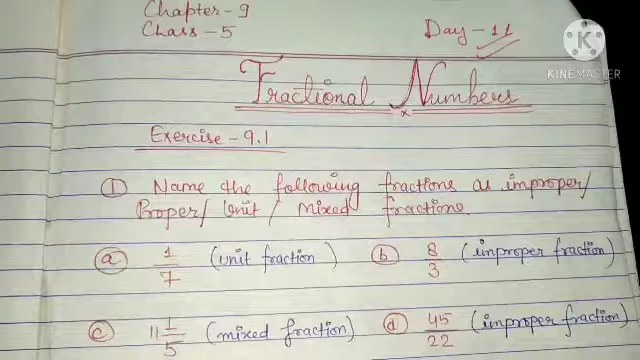 Chapter-9
Class-5
Day-11
KINEMASTER
Fractional Numbers
Exercise-9.1
① Name the following fractions as improper/
Proper/ Unit/ Mixed fractions.
ⓐ 1/7 (unit fraction) ⓑ 8/3 (inproper fraction)
ⓒ 11 1/5 (mixed fraction) ⓓ 45/22 (inproper fraction)